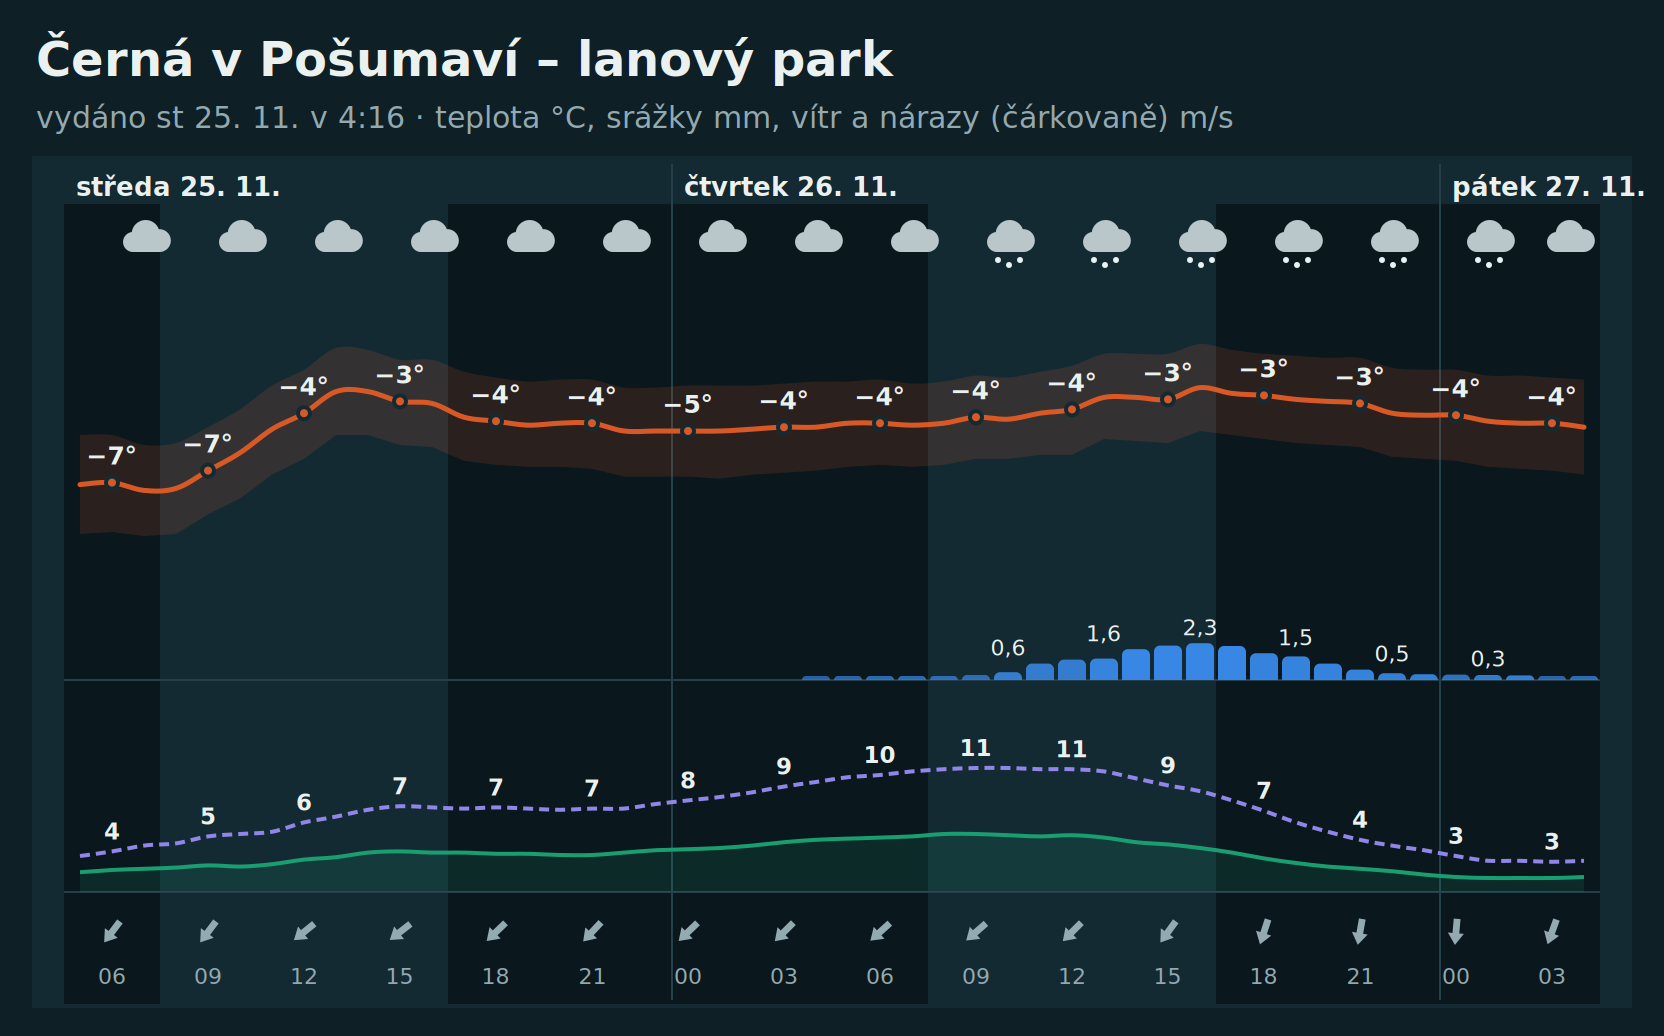 Černá v Pošumaví – lanový park
vydáno st 25. 11. v 4:16 · teplota °C, srážky mm, vítr a nárazy (čárkovaně) m/s
středa 25. 11. čtvrtek 26. 11. pátek 27. 11.
−7° −7° −4° −3° −4° −4° −5° −4° −4° −4° −4° −3° −3° −3° −4° −4°
0,6 1,6 2,3 1,5 0,5 0,3
4 5 6 7 7 7 8 9 10 11 11 9 7 4 3 3
06 09 12 15 18 21 00 03 06 09 12 15 18 21 00 03